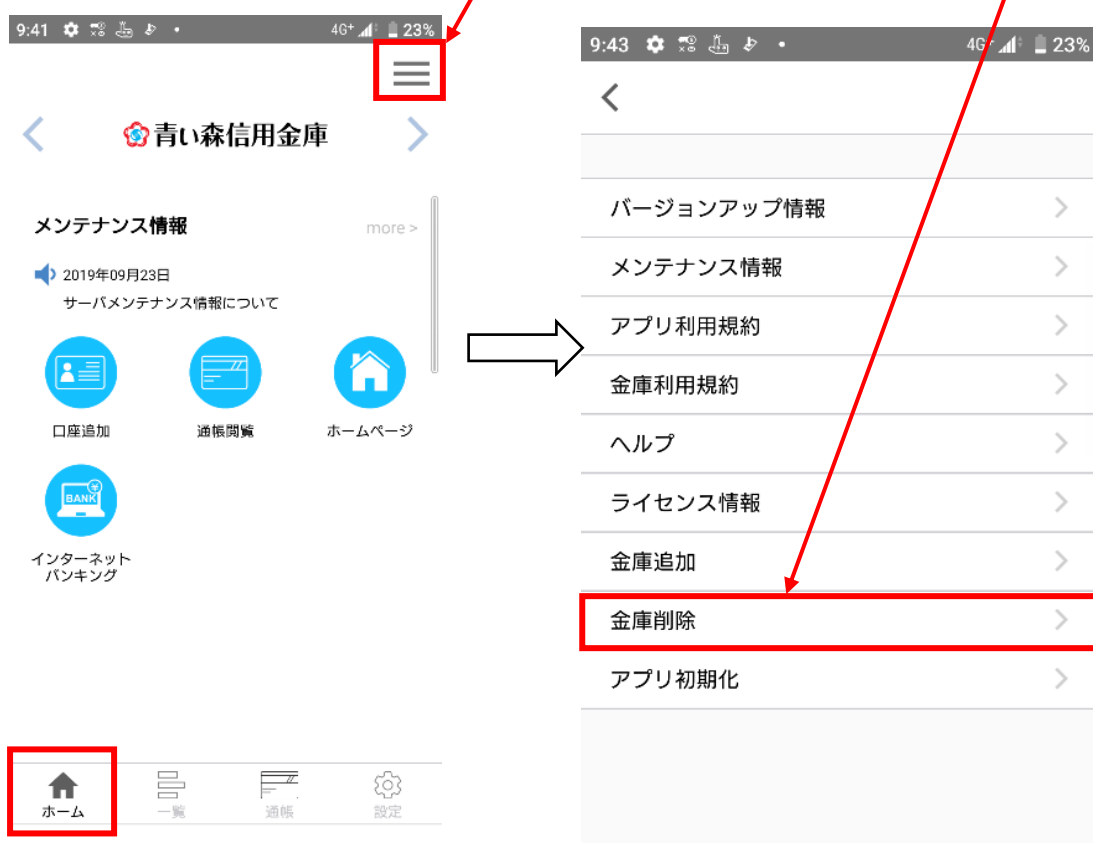 9:41
4G+
23%
青い森信用金庫
メンテナンス情報
more >
2019年09月23日
サーバメンテナンス情報について
口座追加
通帳閲覧
ホームページ
BANK
インターネット
バンキング
ホーム
一覧
通帳
設定
9:43
4G+
23%
バージョンアップ情報
メンテナンス情報
アプリ利用規約
金庫利用規約
ヘルプ
ライセンス情報
金庫追加
金庫削除
アプリ初期化